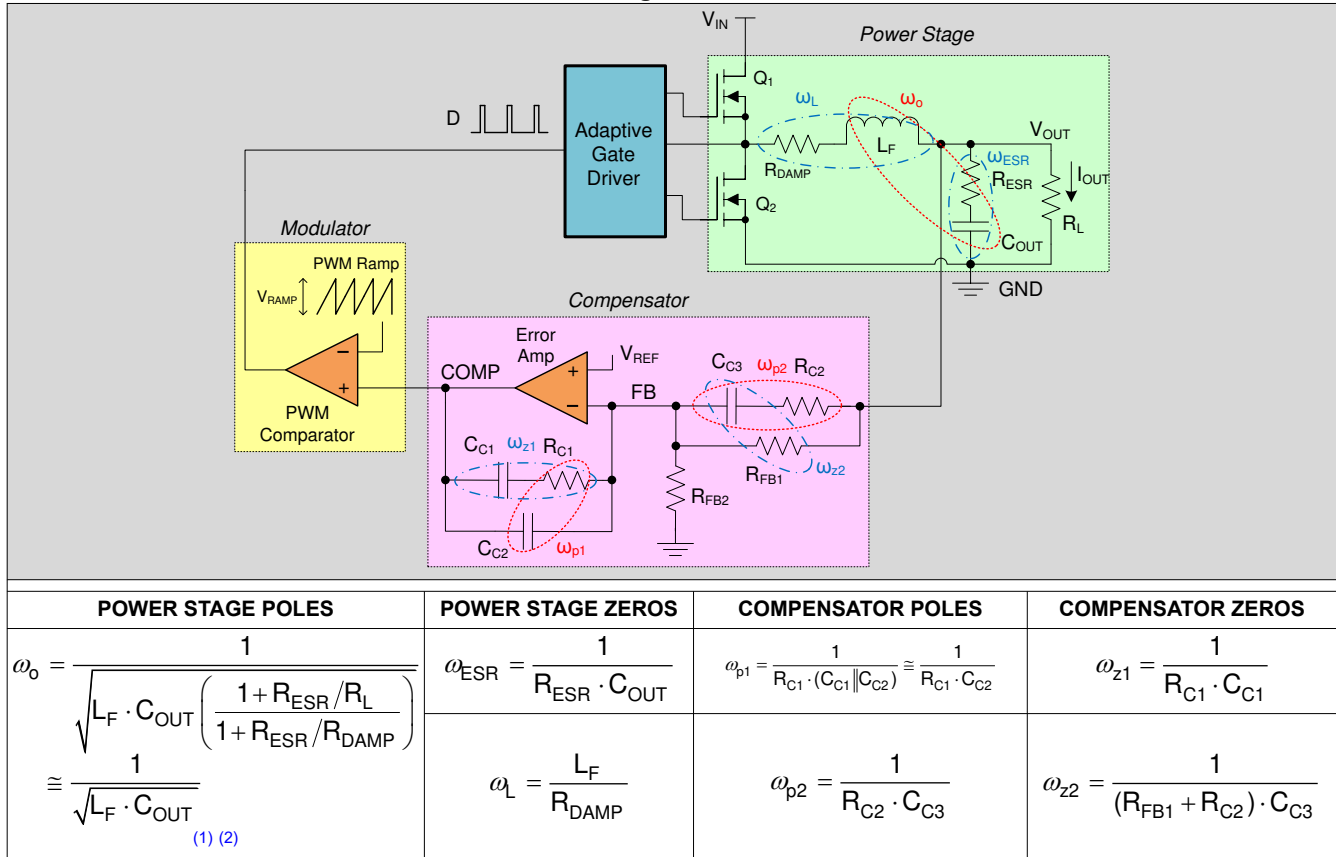 V_IN
Power Stage
Q₁
ω_L
ω_o
D
Adaptive
Gate
Driver
V_OUT
L_F
ω_ESR
R_DAMP
R_ESR
I_OUT
Q₂
R_L
C_OUT
GND
Modulator
PWM Ramp
V_RAMP
−
+
PWM
Comparator
Compensator
Error
Amp
V_REF
COMP
+
−
FB
C_C3
ω_p2
R_C2
C_C1
ω_z1
R_C1
R_FB1
ω_z2
R_FB2
C_C2
ω_p1
POWER STAGE POLES | POWER STAGE ZEROS | COMPENSATOR POLES | COMPENSATOR ZEROS
ω_o = 1 / √(L_F · C_OUT ((1 + R_ESR/R_L) / (1 + R_ESR/R_DAMP)))
≅ 1 / √(L_F · C_OUT)
(1) (2)
ω_ESR = 1 / (R_ESR · C_OUT)
ω_L = L_F / R_DAMP
ω_p1 = 1 / (R_C1 · (C_C1‖C_C2)) ≅ 1 / (R_C1 · C_C2)
ω_p2 = 1 / (R_C2 · C_C3)
ω_z1 = 1 / (R_C1 · C_C1)
ω_z2 = 1 / ((R_FB1 + R_C2) · C_C3)